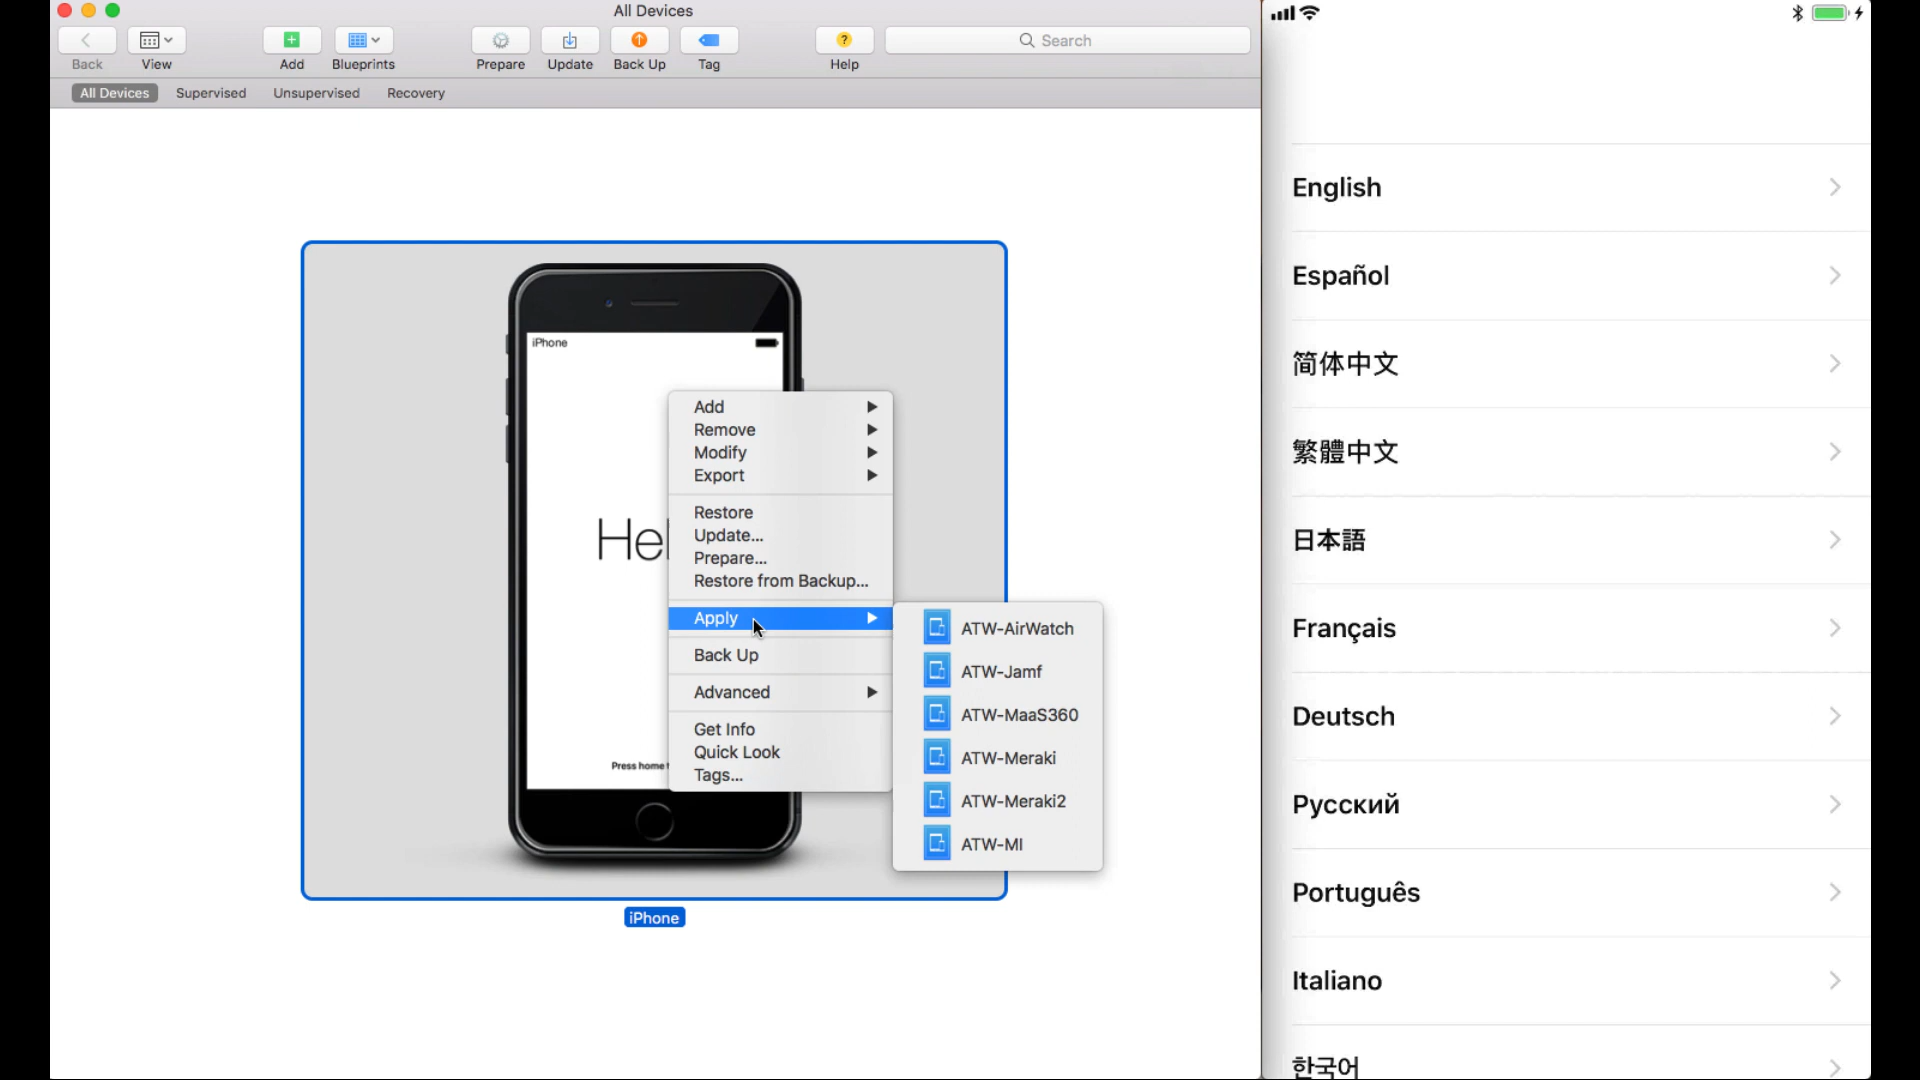 All Devices
Back
View
Add
Blueprints
Prepare
Update
Back Up
Tag
?
Help
Search
All Devices
Supervised
Unsupervised
Recovery
iPhone
Hel
Press home
Add
Remove
Modify
Export
Restore
Update...
Prepare...
Restore from Backup...
Apply
Back Up
Advanced
Get Info
Quick Look
Tags...
ATW-AirWatch
ATW-Jamf
ATW-MaaS360
ATW-Meraki
ATW-Meraki2
ATW-MI
iPhone
English
Español
简体中文
繁體中文
日本語
Français
Deutsch
Русский
Português
Italiano
한국어